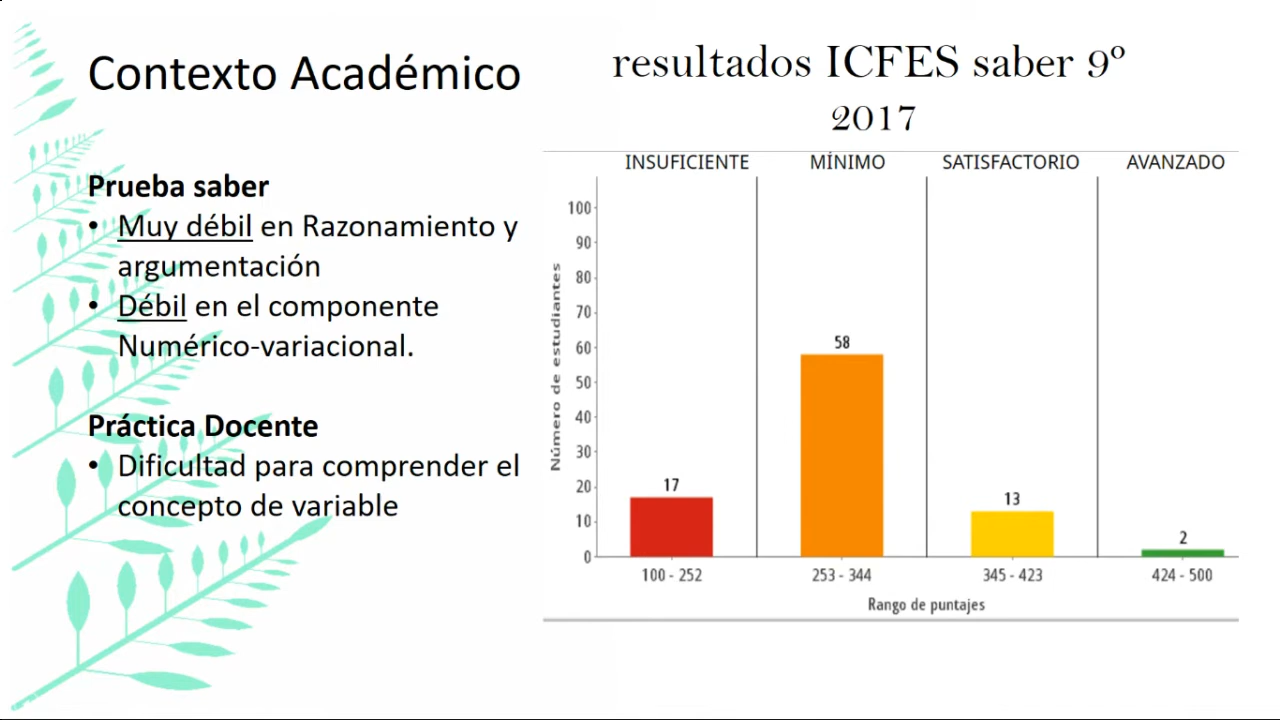 Contexto Académico
Prueba saber
• Muy débil en Razonamiento y
argumentación
• Débil en el componente
Numérico-variacional.
Práctica Docente
• Dificultad para comprender el
concepto de variable
resultados ICFES saber 9º
2017
INSUFICIENTE MÍNIMO SATISFACTORIO AVANZADO
Número de estudiantes
100
90
80
70
60
50
40
30
20
10
0
17
58
13
2
100 - 252 253 - 344 345 - 423 424 - 500
Rango de puntajes